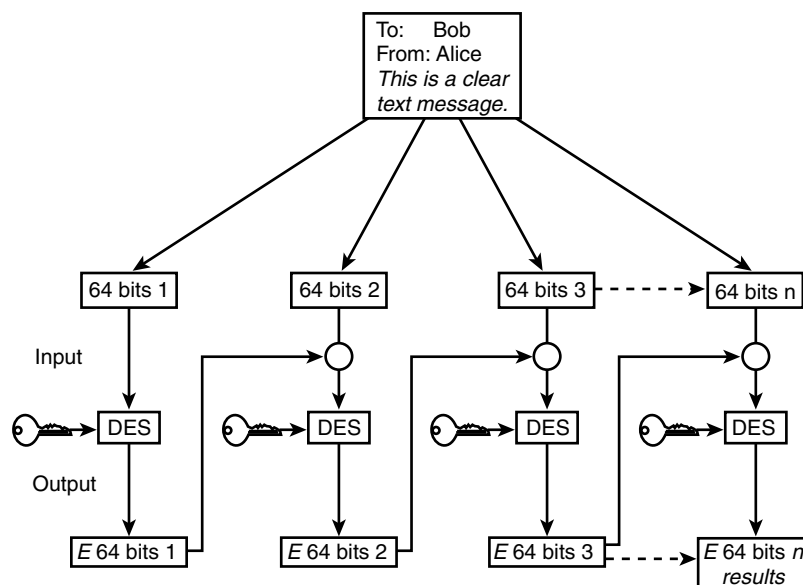 To: Bob
From: Alice
This is a clear
text message.
64 bits 1
64 bits 2
64 bits 3
64 bits n
Input
DES
DES
DES
DES
Output
E 64 bits 1
E 64 bits 2
E 64 bits 3
E 64 bits n
results